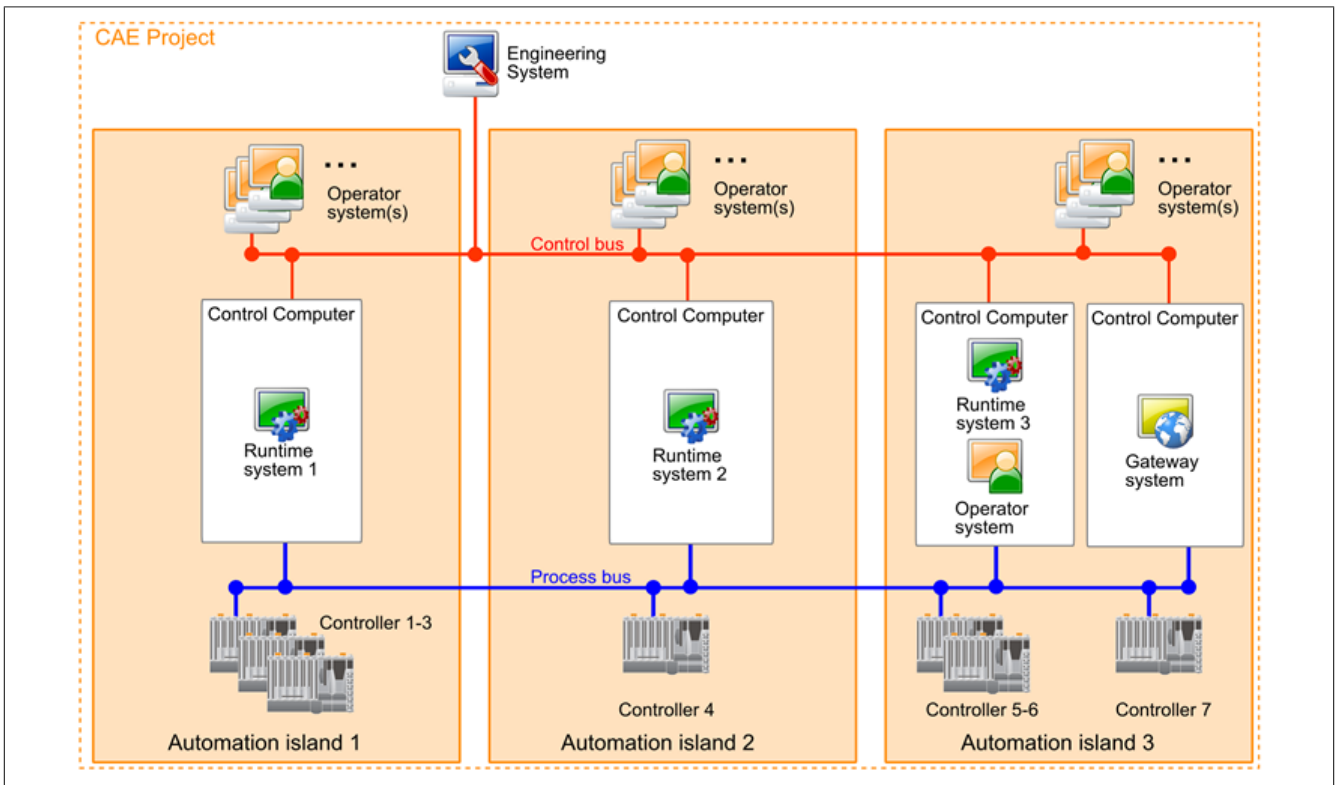 CAE Project
Engineering
System
...
Operator
system(s)
...
Operator
system(s)
...
Operator
system(s)
Control bus
Control Computer
Runtime
system 1
Control Computer
Runtime
system 2
Control Computer
Runtime
system 3
Operator
system
Control Computer
Gateway
system
Process bus
Controller 1-3
Controller 4
Controller 5-6
Controller 7
Automation island 1
Automation island 2
Automation island 3